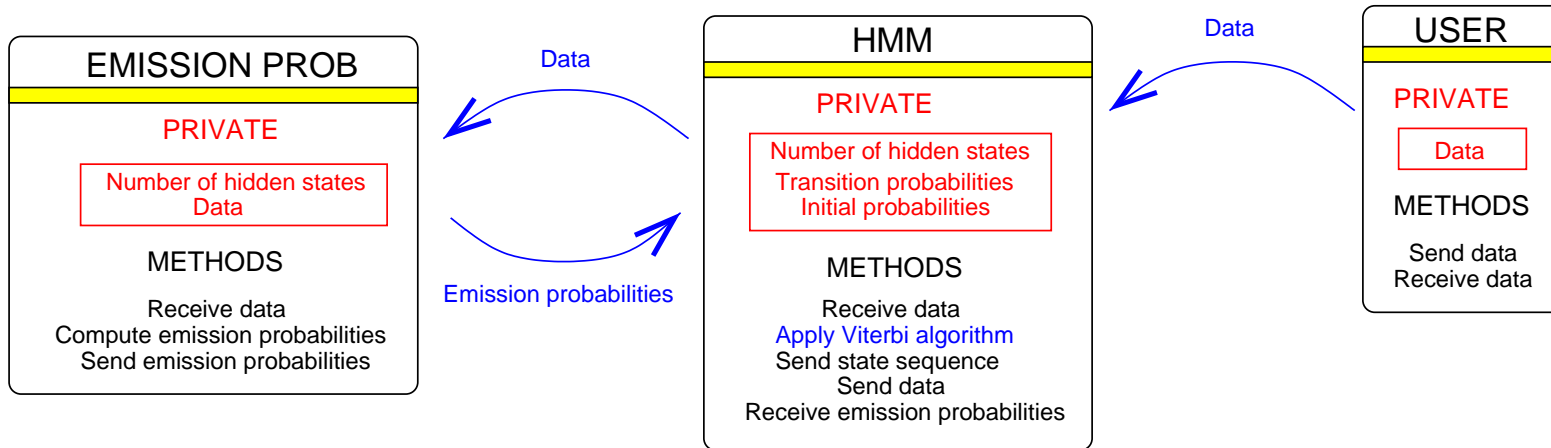 EMISSION PROB
PRIVATE
Number of hidden states
Data
METHODS
Receive data
Compute emission probabilities
Send emission probabilities
Data
Emission probabilities
HMM
PRIVATE
Number of hidden states
Transition probabilities
Initial probabilities
METHODS
Receive data
Apply Viterbi algorithm
Send state sequence
Send data
Receive emission probabilities
Data
USER
PRIVATE
Data
METHODS
Send data
Receive data